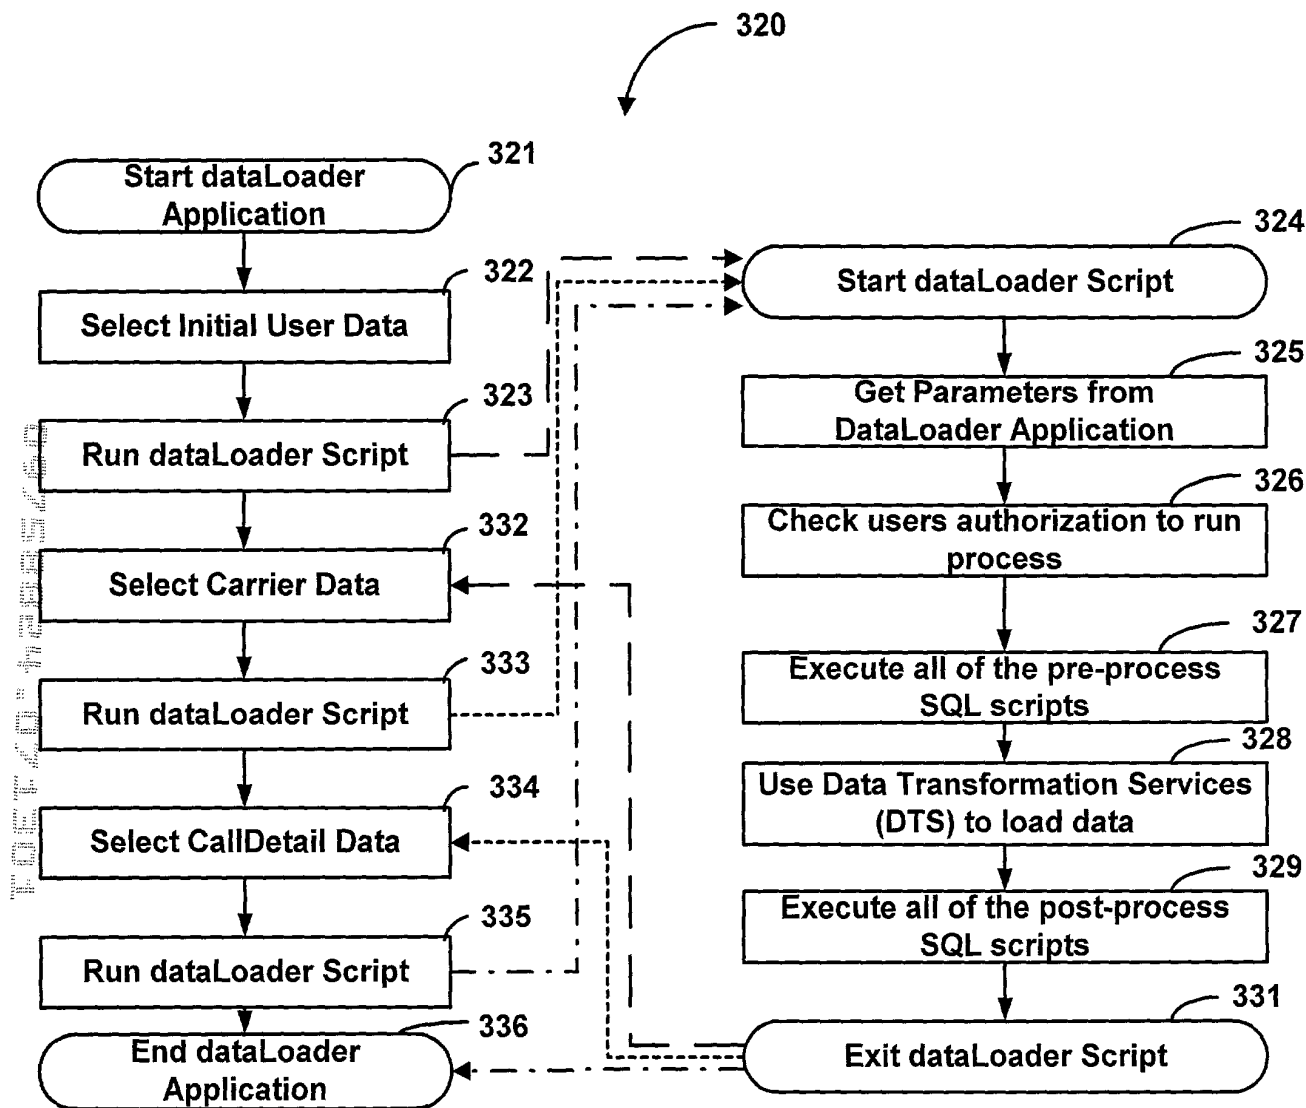 320
321
Start dataLoader
Application
322
Select Initial User Data
323
Run dataLoader Script
332
Select Carrier Data
333
Run dataLoader Script
334
Select CallDetail Data
335
Run dataLoader Script
336
End dataLoader
Application
324
Start dataLoader Script
325
Get Parameters from
DataLoader Application
326
Check users authorization to run
process
327
Execute all of the pre-process
SQL scripts
328
Use Data Transformation Services
(DTS) to load data
329
Execute all of the post-process
SQL scripts
331
Exit dataLoader Script